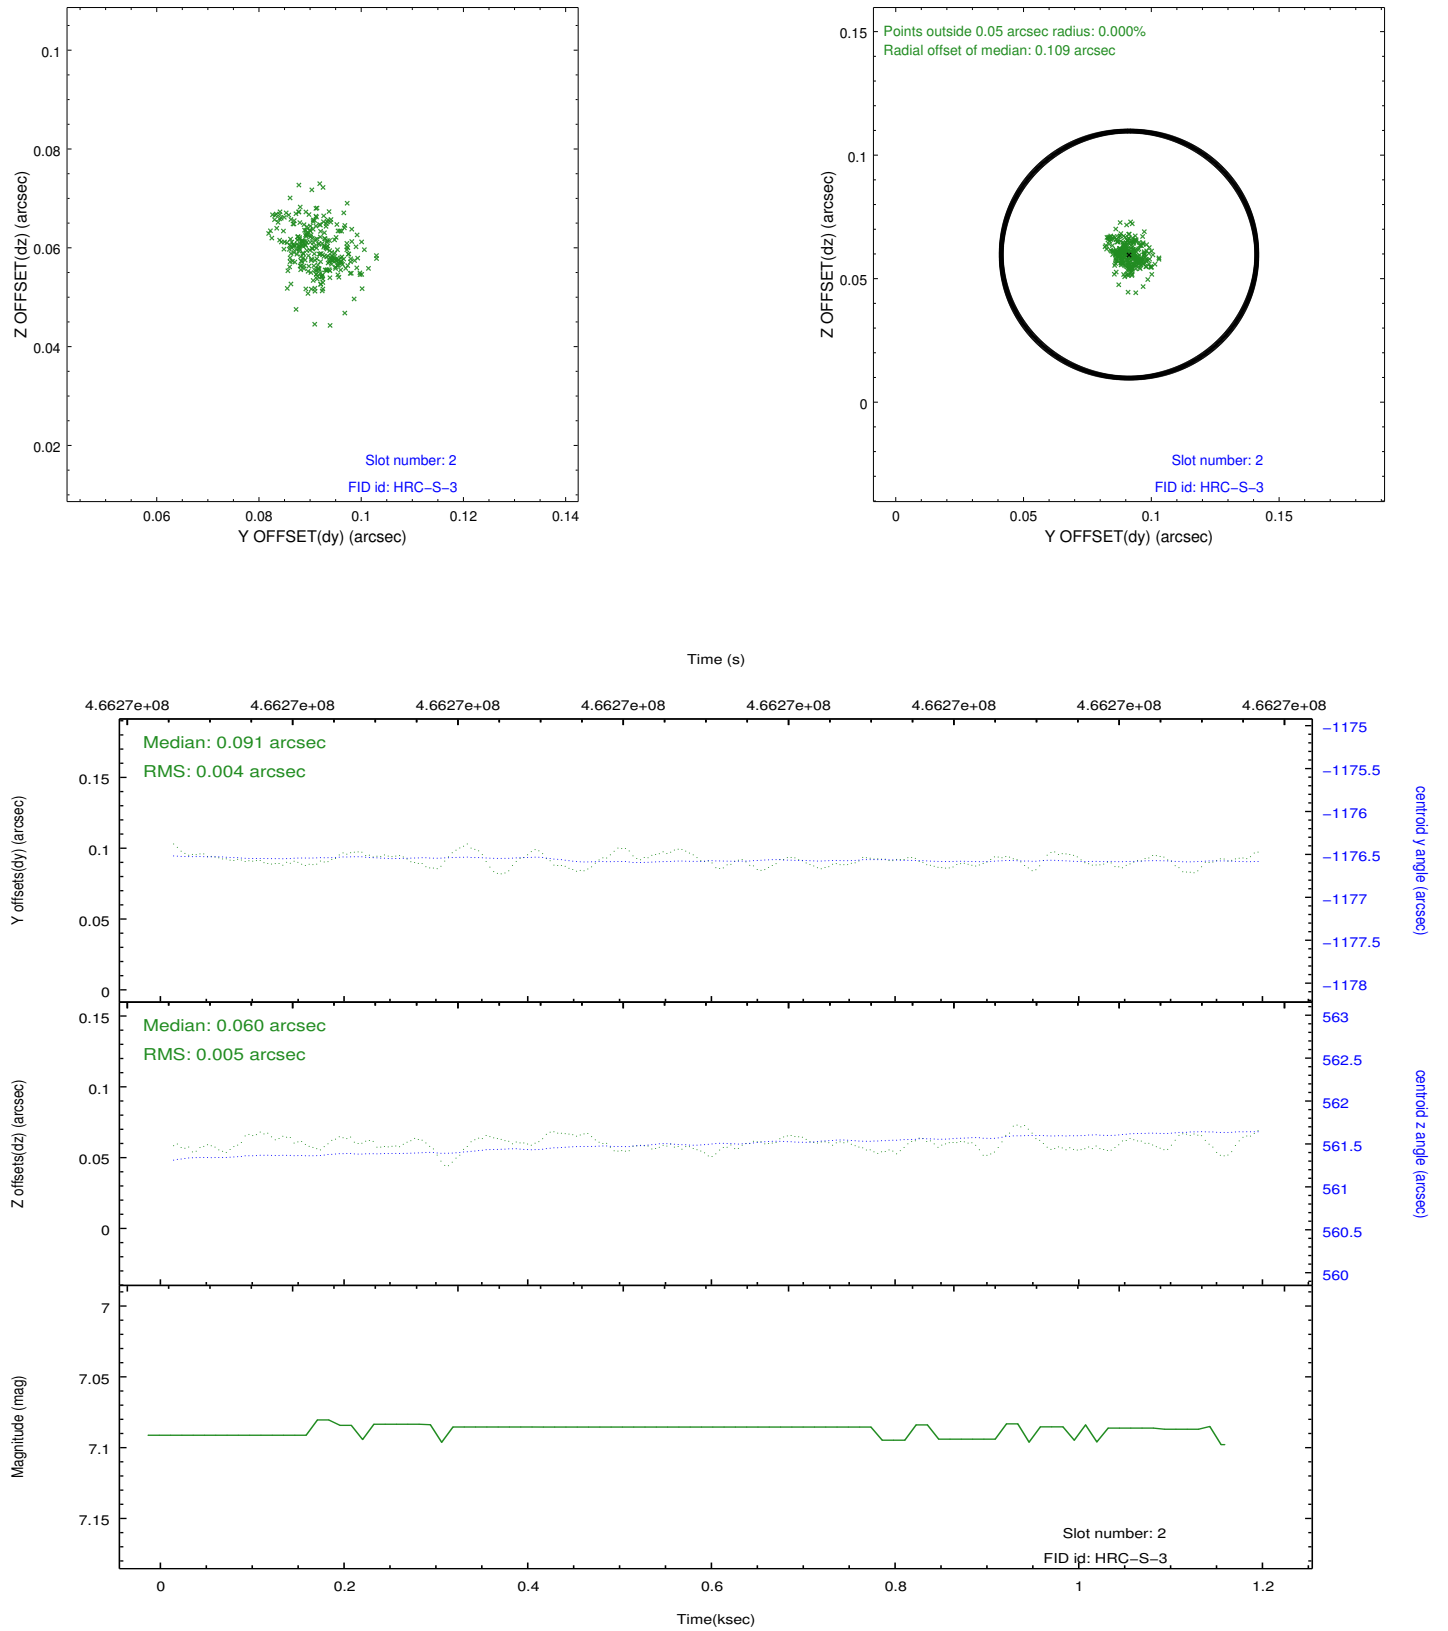 0.1
0.08
0.06
0.04
0.02
Z OFFSET(dz) (arcsec)
Slot number: 2
FID id: HRC−S−3
0.06 0.08 0.1 0.12 0.14
Y OFFSET(dy) (arcsec)
Points outside 0.05 arcsec radius: 0.000%
Radial offset of median: 0.109 arcsec
0.15
0.1
0.05
0
Z OFFSET(dz) (arcsec)
Slot number: 2
FID id: HRC−S−3
0 0.05 0.1 0.15
Y OFFSET(dy) (arcsec)
Time (s)
4.6627e+08 4.6627e+08 4.6627e+08 4.6627e+08 4.6627e+08 4.6627e+08 4.6627e+08 4.6627e+08
Median: 0.091 arcsec
RMS: 0.004 arcsec
0.15
0.1
0.05
0
Y offsets(dy) (arcsec)
−1175
−1175.5
−1176
−1176.5
−1177
−1177.5
−1178
centroid y angle (arcsec)
Median: 0.060 arcsec
RMS: 0.005 arcsec
0.15
0.1
0.05
0
Z offsets(dz) (arcsec)
563
562.5
562
561.5
561
560.5
560
centroid z angle (arcsec)
7
7.05
7.1
7.15
Magnitude (mag)
Slot number: 2
FID id: HRC−S−3
0 0.2 0.4 0.6 0.8 1 1.2
Time(ksec)